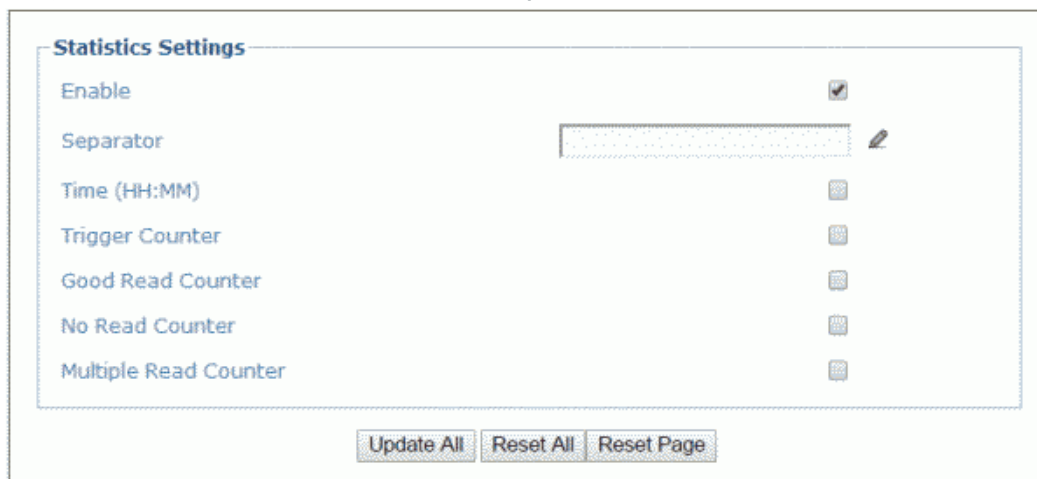 Statistics Settings
Enable
Separator
Time (HH:MM)
Trigger Counter
Good Read Counter
No Read Counter
Multiple Read Counter
Update All Reset All Reset Page